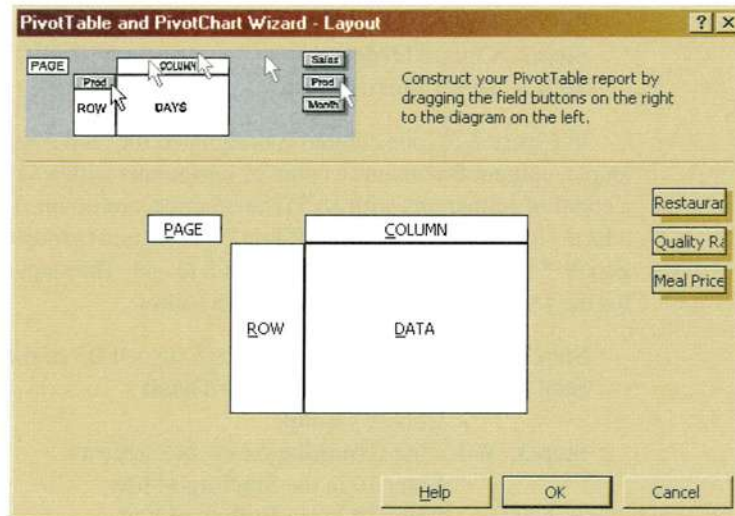 PivotTable and PivotChart Wizard - Layout
? X
PAGE
COLUMN
Sales
Prod
Prod
ROW
DAYS
Month
Construct your PivotTable report by
dragging the field buttons on the right
to the diagram on the left.
PAGE
COLUMN
Restaurar
Quality Ra
Meal Price
ROW
DATA
Help
OK
Cancel